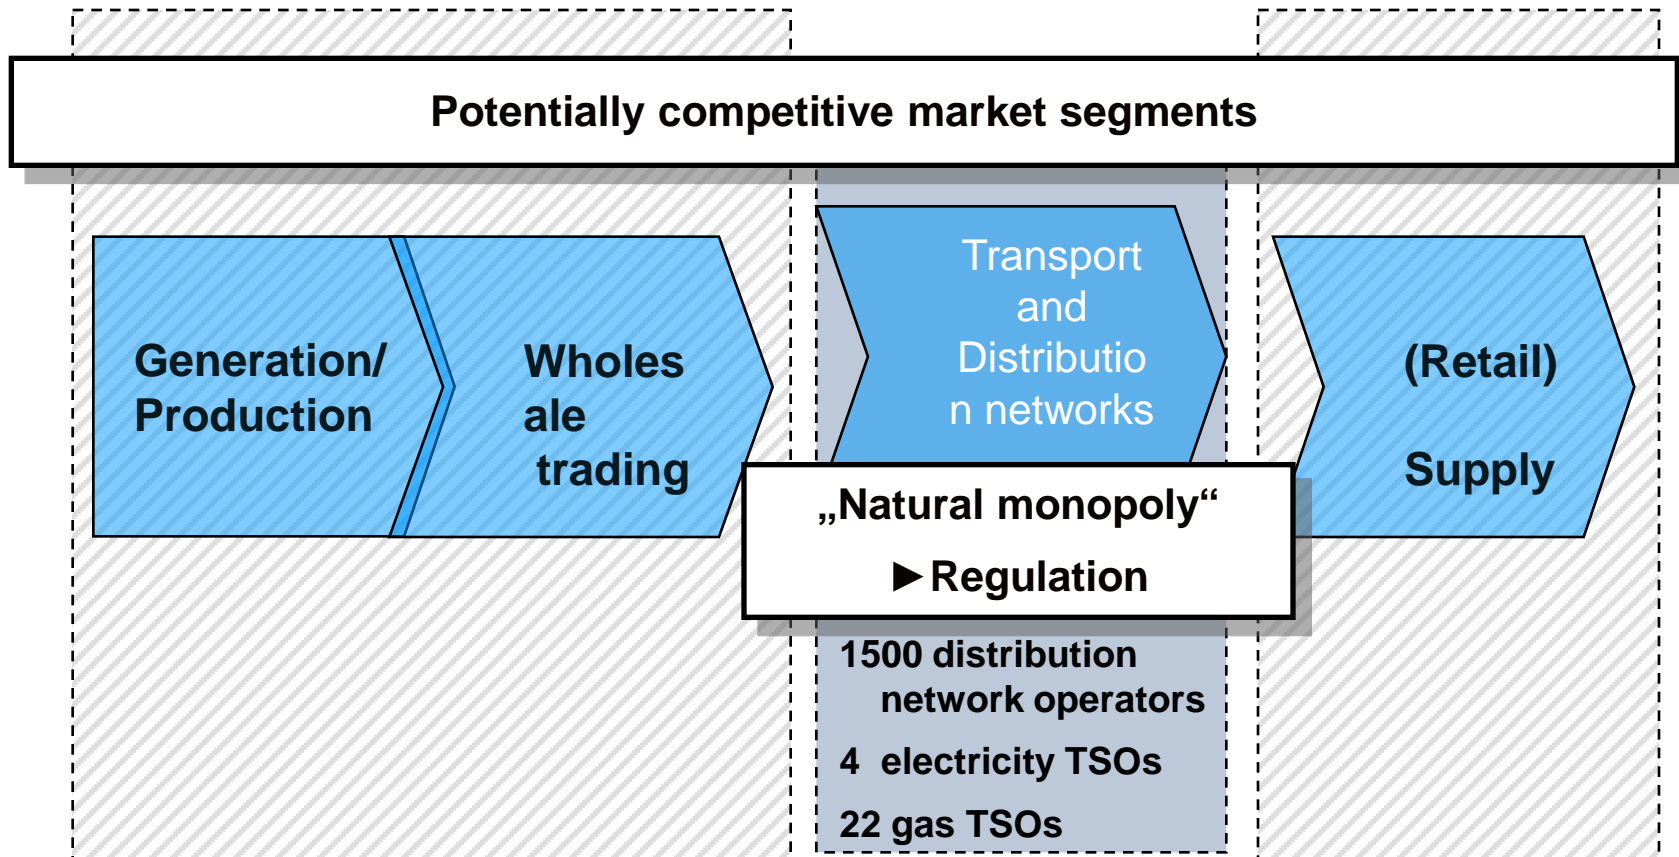 Potentially competitive market segments
Generation/
Production
Wholes
ale
trading
Transport
and
Distributio
n networks
(Retail)
Supply
„Natural monopoly“
►Regulation
1500 distribution
network operators
4 electricity TSOs
22 gas TSOs